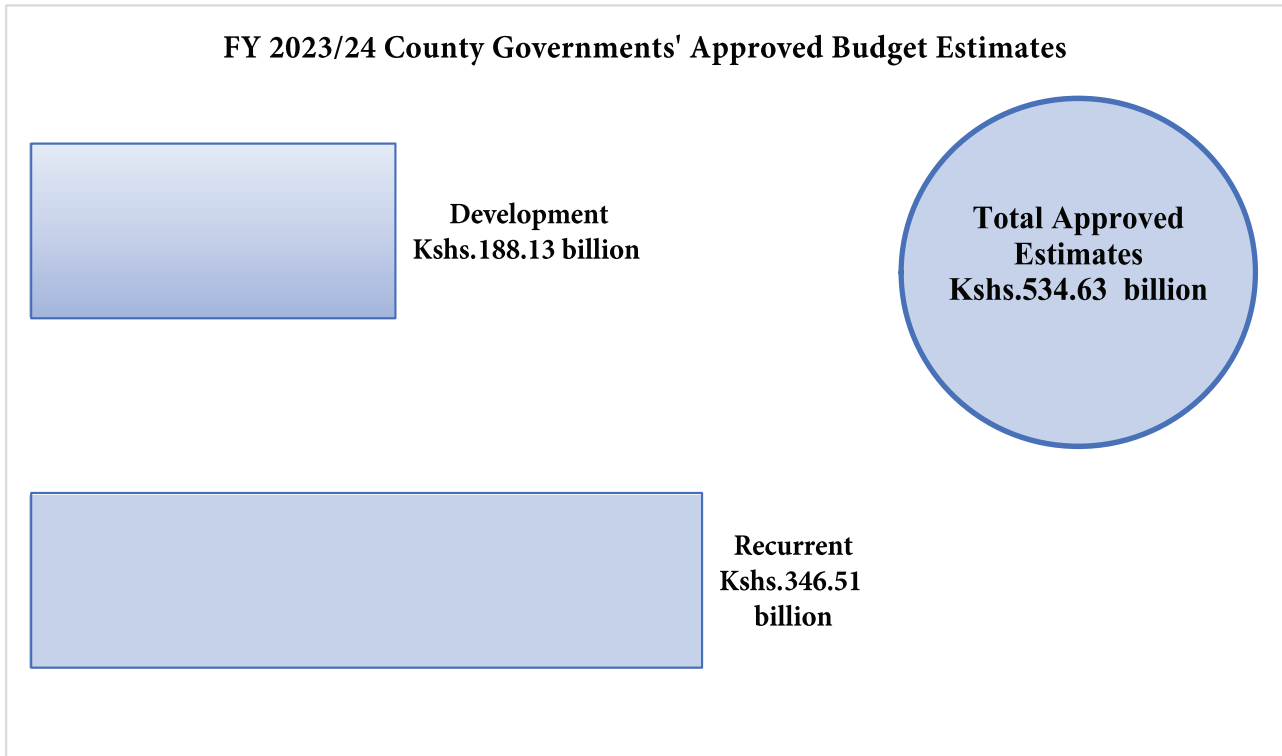 FY 2023/24 County Governments' Approved Budget Estimates
Development
Kshs.188.13 billion
Total Approved
Estimates
Kshs.534.63 billion
Recurrent
Kshs.346.51
billion